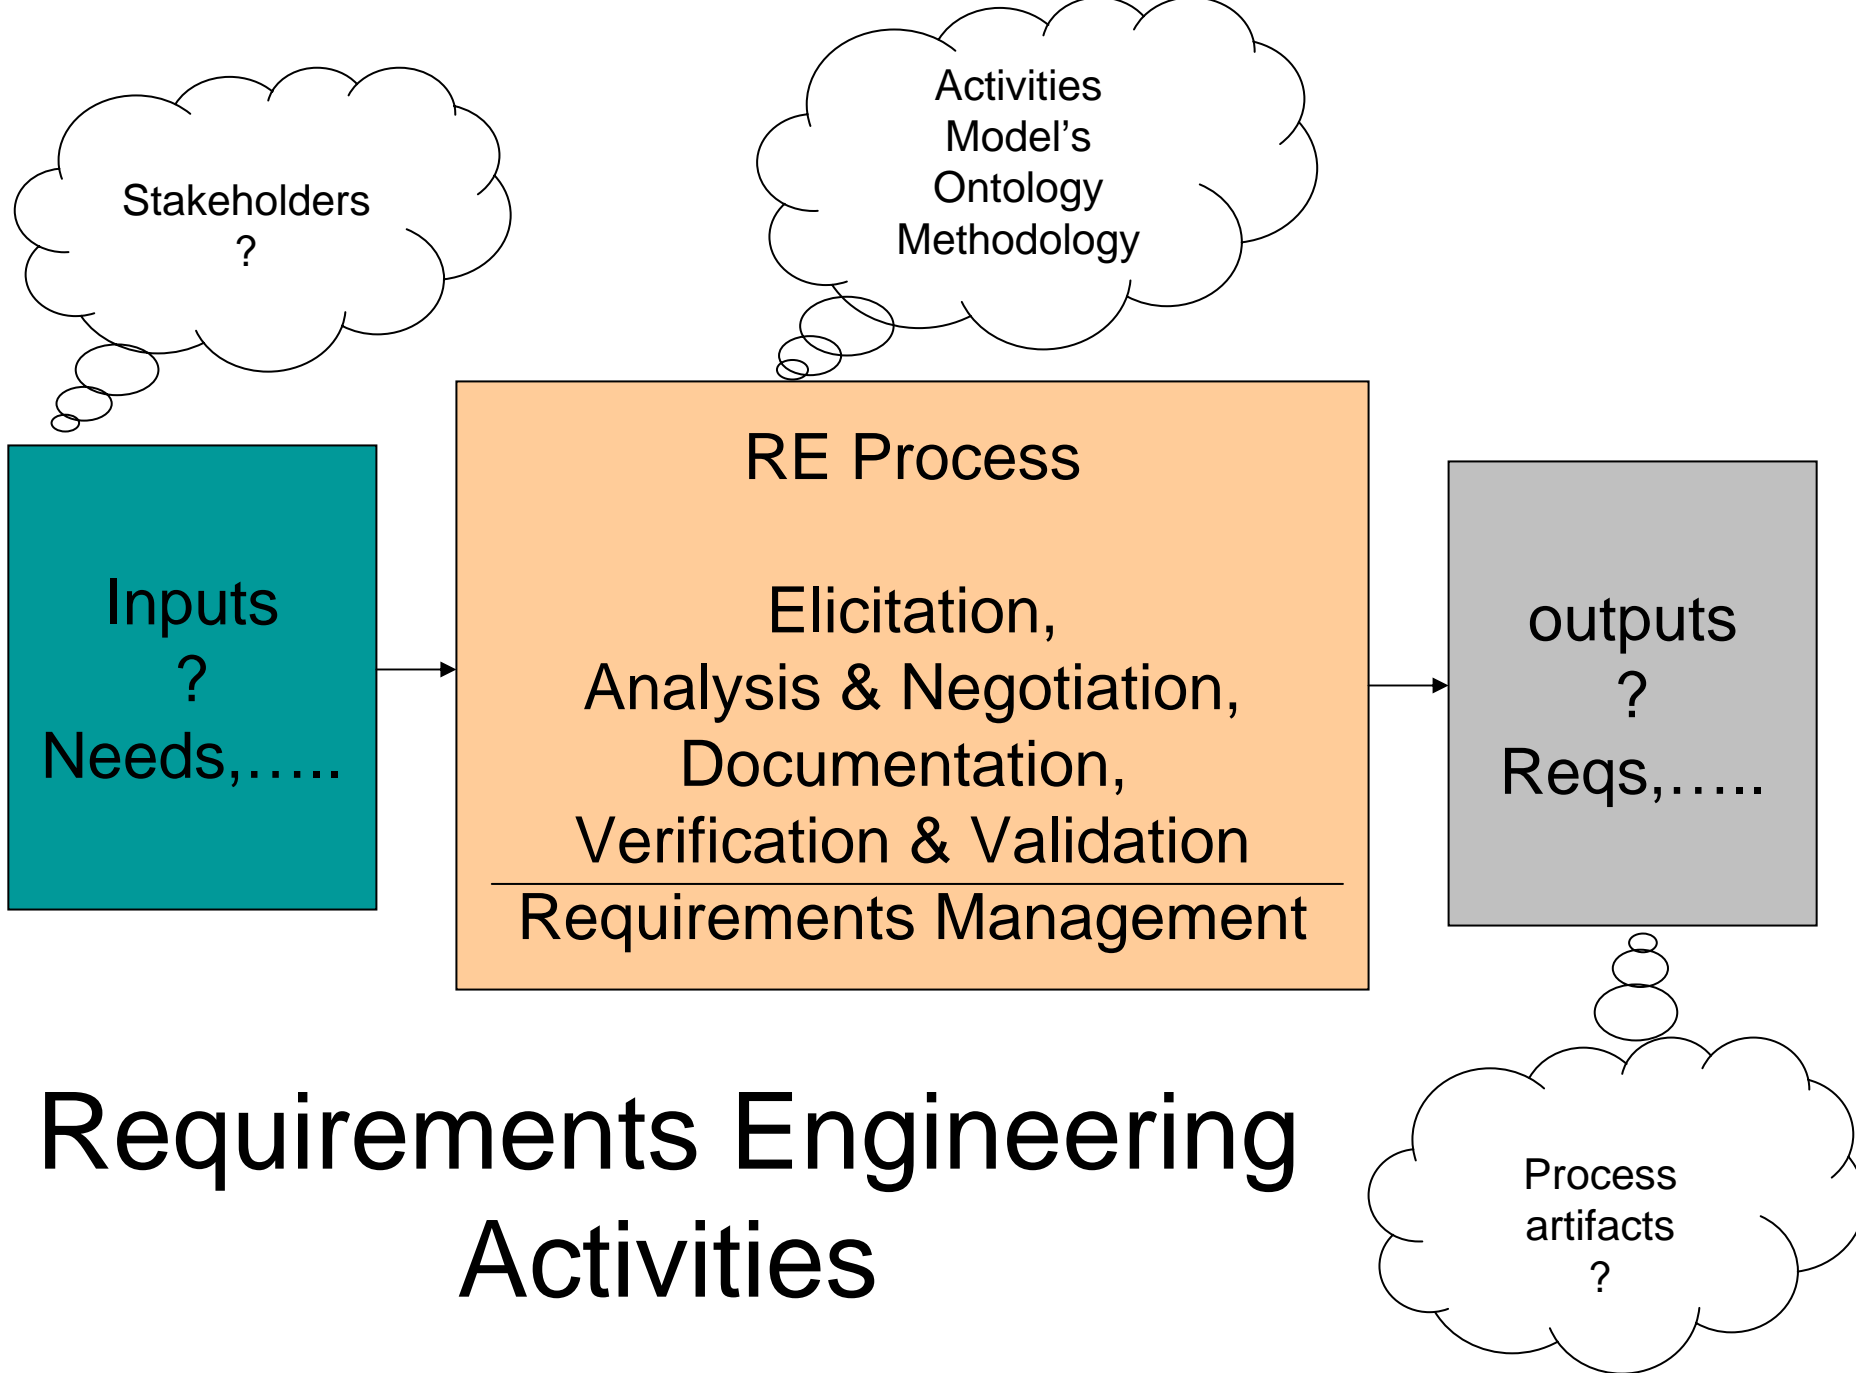 Stakeholders
?
Activities
Model’s
Ontology
Methodology
Inputs
?
Needs,…..
RE Process
Elicitation,
Analysis & Negotiation,
Documentation,
Verification & Validation
Requirements Management
outputs
?
Reqs,…..
Requirements Engineering
Activities
Process
artifacts
?